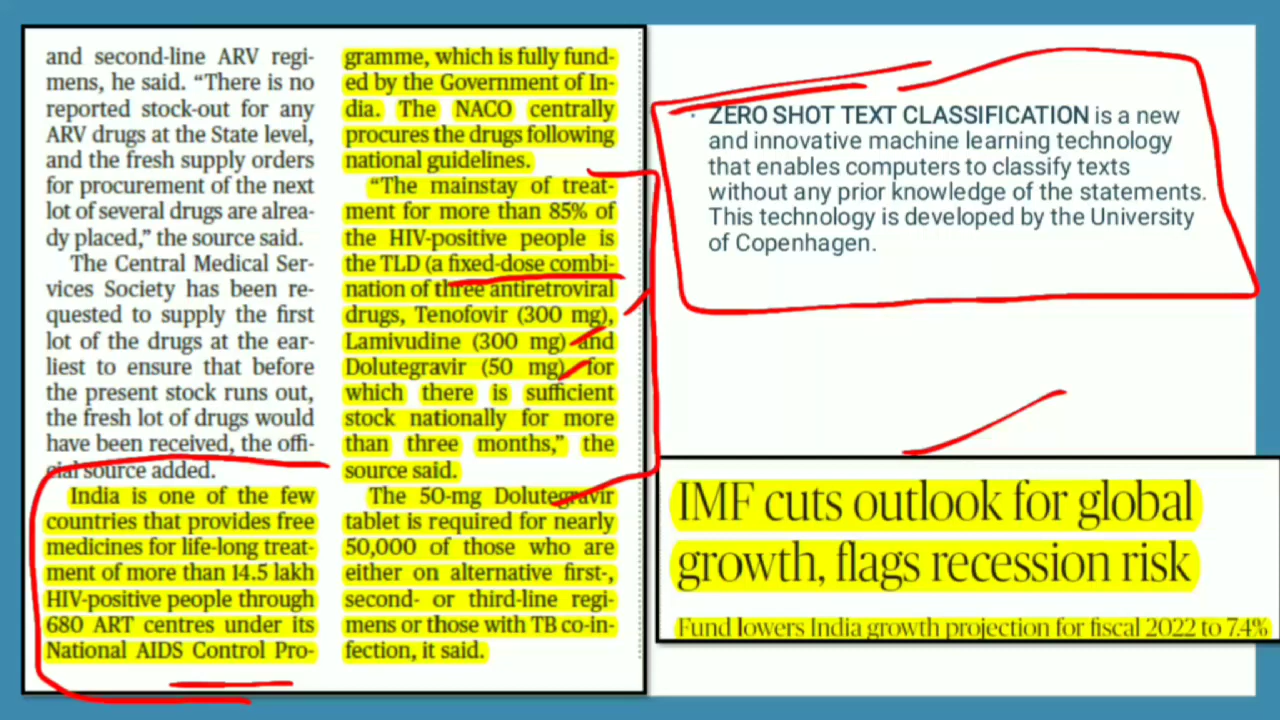 and second-line ARV regi-
mens, he said. “There is no
reported stock-out for any
ARV drugs at the State level,
and the fresh supply orders
for procurement of the next
lot of several drugs are alrea-
dy placed,” the source said.
The Central Medical Ser-
vices Society has been re-
quested to supply the first
lot of the drugs at the ear-
liest to ensure that before
the present stock runs out,
the fresh lot of drugs would
have been received, the offi-
cial source added.
India is one of the few
countries that provides free
medicines for life-long treat-
ment of more than 14.5 lakh
HIV-positive people through
680 ART centres under its
National AIDS Control Pro-
gramme, which is fully fund-
ed by the Government of In-
dia. The NACO centrally
procures the drugs following
national guidelines.
“The mainstay of treat-
ment for more than 85% of
the HIV-positive people is
the TLD (a fixed-dose combi-
nation of three antiretroviral
drugs, Tenofovir (300 mg),
Lamivudine (300 mg) and
Dolutegravir (50 mg) for
which there is sufficient
stock nationally for more
than three months,” the
source said.
The 50-mg Dolutegravir
tablet is required for nearly
50,000 of those who are
either on alternative first-,
second- or third-line regi-
mens or those with TB co-in-
fection, it said.
ZERO SHOT TEXT CLASSIFICATION is a new
and innovative machine learning technology
that enables computers to classify texts
without any prior knowledge of the statements.
This technology is developed by the University
of Copenhagen.
IMF cuts outlook for global
growth, flags recession risk
Fund lowers India growth projection for fiscal 2022 to 7.4%